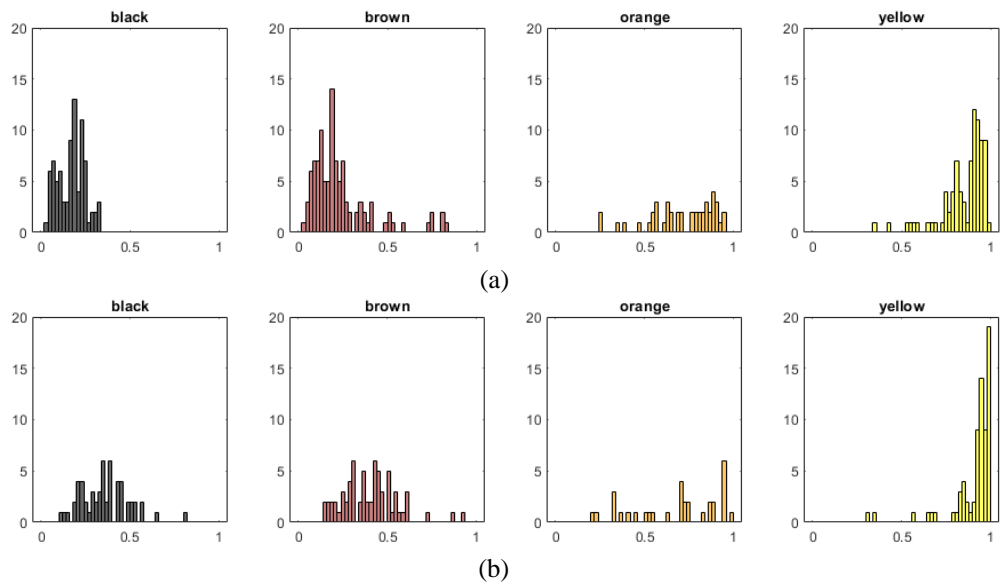 black brown orange yellow
20 20 20 20
15 15 15 15
10 10 10 10
5 5 5 5
0 0 0 0
0 0.5 1 0 0.5 1 0 0.5 1 0 0.5 1
(a)
black brown orange yellow
20 20 20 20
15 15 15 15
10 10 10 10
5 5 5 5
0 0 0 0
0 0.5 1 0 0.5 1 0 0.5 1 0 0.5 1
(b)